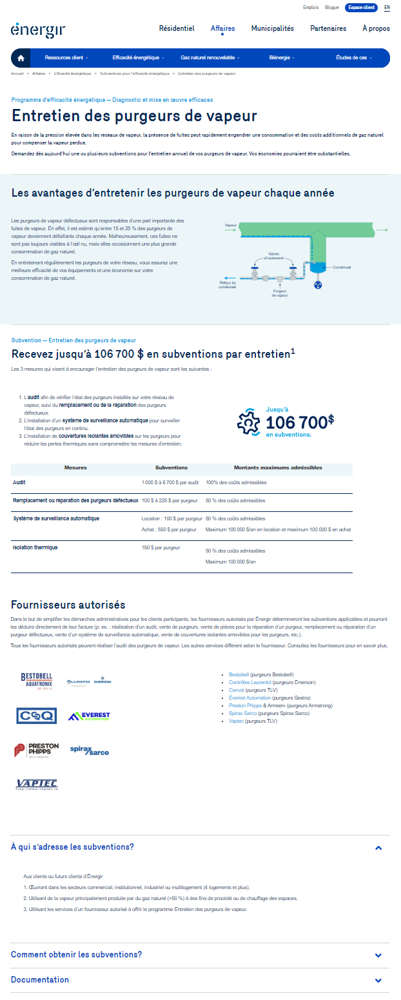 Emplois Blogue Espace client EN
énergir
Résidentiel Affaires Municipalités Partenaires À propos
Ressources client Efficacité énergétique Gaz naturel renouvelable Biénergie Études de cas
Accueil > Affaires > Efficacité énergétique > Subventions pour l'efficacité énergétique > Entretien des purgeurs de vapeur
Programme d'efficacité énergétique — Diagnostic et mise en œuvre efficaces
Entretien des purgeurs de vapeur
En raison de la pression élevée dans les réseaux de vapeur, la présence de fuites peut rapidement engendrer une consommation et des coûts additionnels de gaz naturel
pour compenser la vapeur perdue.
Demandez dès aujourd'hui une ou plusieurs subventions pour l'entretien annuel de vos purgeurs de vapeur. Vos économies pourraient être substantielles.
Les avantages d'entretenir les purgeurs de vapeur chaque année
Les purgeurs de vapeur défectueux sont responsables d'une part importante des
fuites de vapeur. En effet, il est estimé qu'entre 15 et 25 % des purgeurs de
vapeur deviennent défaillants chaque année. Malheureusement, ces fuites ne
sont pas toujours visibles à l'œil nu, mais elles occasionnent une plus grande
consommation de gaz naturel.
En entretenant régulièrement les purgeurs de votre réseau, vous assurez une
meilleure efficacité de vos équipements et une économie sur votre
consommation de gaz naturel.
Vapeur
Valves
d'isolement
Condensat
Retour du
condensat
Purgeur
de vapeur
Subvention — Entretien des purgeurs de vapeur
Recevez jusqu'à 106 700 $ en subventions par entretien1
Les 3 mesures qui visent à encourager l'entretien des purgeurs de vapeur sont les suivantes :
1. L'audit afin de vérifier l'état des purgeurs installés sur votre réseau de
vapeur, suivi du remplacement ou de la réparation des purgeurs
défectueux.
2. L'installation d'un système de surveillance automatique pour surveiller
l'état des purgeurs en continu.
3. L'installation de couvertures isolantes amovibles sur les purgeurs pour
réduire les pertes thermiques sans compromettre les mesures d'entretien.
Jusqu'à
106 700$
en subventions.
Mesures Subventions Montants maximums admissibles
Audit 1 000 $ à 6 700 $ par audit 100% des coûts admissibles
Remplacement ou réparation des purgeurs défectueux 100 $ à 225 $ par purgeur 50 % des coûts admissibles
Système de surveillance automatique Location : 100 $ par purgeur 50 % des coûts admissibles
Achat : 550 $ par purgeur Maximum 100 000 $/an en location et maximum 100 000 $ en achat
Isolation thermique 150 $ par purgeur 50 % des coûts admissibles
Maximum 100 000 $/an
Fournisseurs autorisés
Dans le but de simplifier les démarches administratives pour les clients participants, les fournisseurs autorisés par Énergir détermineront les subventions applicables et pourront
les déduire directement de leur facture (p. ex. : réalisation d'un audit, vente de purgeurs, vente de pièces pour la réparation d'un purgeur, remplacement ou réparation d'un
purgeur défectueux, vente d'un système de surveillance automatique, vente de couvertures isolantes amovibles pour les purgeurs, etc.).
Tous les fournisseurs autorisés peuvent réaliser l'audit des purgeurs de vapeur. Les autres services diffèrent selon le fournisseur. Consultez les fournisseurs pour en savoir plus.
BESTOBELL
AQUATRONIX
LAURENTIDE EMERSON
EVEREST
AUTOMATION
PRESTON
PHIPPS
spirax
sarco
VAPTEC
http://www.vaptec.ca
Bestobell (purgeurs Bestobell)
Contrôles Laurentid (purgeurs Emerson)
Conval (purgeurs TLV)
Everest Automation (purgeurs Gestra)
Preston Phipps & Armserv (purgeurs Armstrong)
Spirax Sarco (purgeurs Spirax Sarco)
Vaptec (purgeurs TLV)
À qui s'adresse les subventions?
Aux clients ou futurs clients d'Énergir
1. Œuvrant dans les secteurs commercial, institutionnel, industriel ou multilogement (4 logements et plus).
2. Utilisant de la vapeur principalement produite par du gaz naturel (>50 %) à des fins de procédé ou de chauffage des espaces.
3. Utilisant les services d'un fournisseur autorisé à offrir le programme Entretien des purgeurs de vapeur.
Comment obtenir les subventions?
Documentation